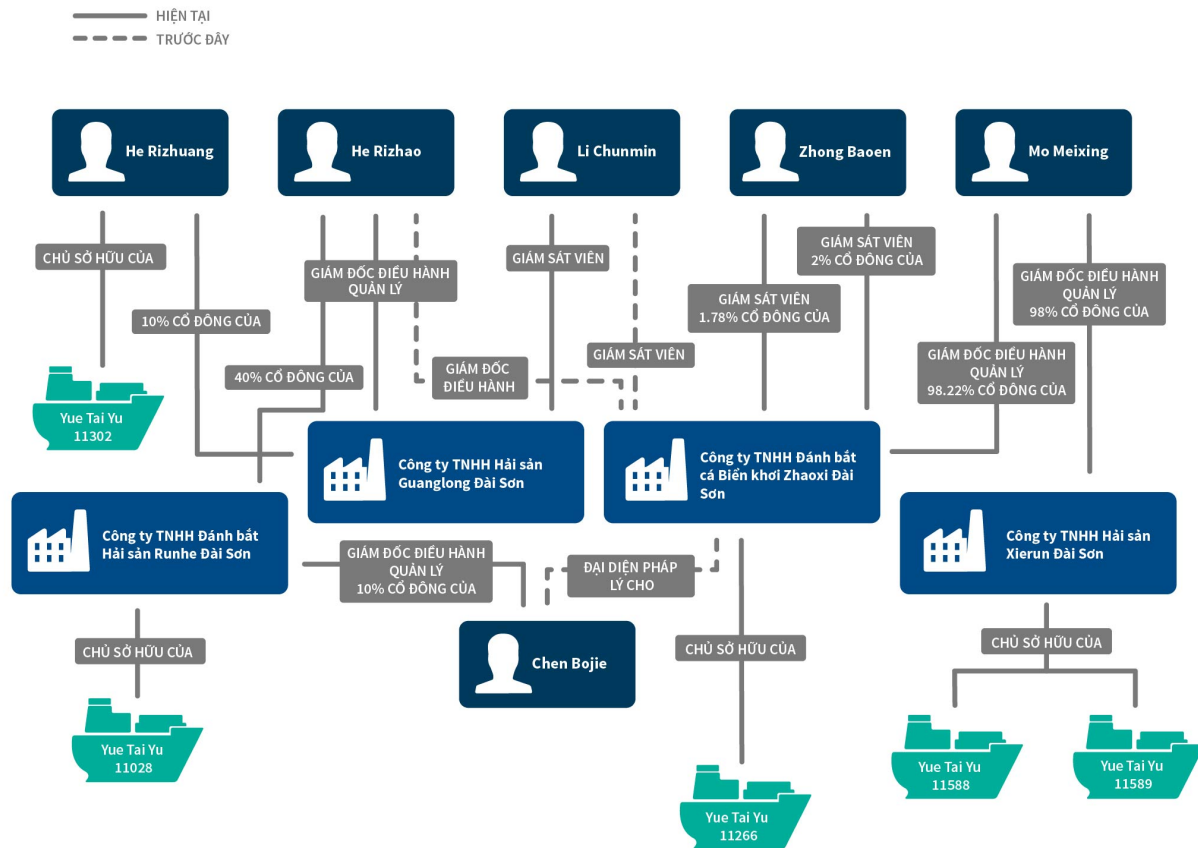 HIỆN TẠI
TRƯỚC ĐÂY
He Rizhuang
He Rizhao
Li Chunmin
Zhong Baoen
Mo Meixing
CHỦ SỞ HỮU CỦA
10% CỔ ĐÔNG CỦA
GIÁM ĐỐC ĐIỀU HÀNH
QUẢN LÝ
40% CỔ ĐÔNG CỦA
GIÁM ĐỐC
ĐIỀU HÀNH
GIÁM SÁT VIÊN
GIÁM SÁT VIÊN
GIÁM SÁT VIÊN
1.78% CỔ ĐÔNG CỦA
GIÁM SÁT VIÊN
2% CỔ ĐÔNG CỦA
GIÁM ĐỐC ĐIỀU HÀNH
QUẢN LÝ
98.22% CỔ ĐÔNG CỦA
GIÁM ĐỐC ĐIỀU HÀNH
QUẢN LÝ
98% CỔ ĐÔNG CỦA
Yue Tai Yu
11302
Công ty TNHH Hải sản
Guanglong Đài Sơn
Công ty TNHH Đánh bắt
cá Biển khơi Zhaoxi Đài
Sơn
Công ty TNHH Đánh bắt
Hải sản Runhe Đài Sơn
Công ty TNHH Hải sản
Xierun Đài Sơn
GIÁM ĐỐC ĐIỀU HÀNH
QUẢN LÝ
10% CỔ ĐÔNG CỦA
ĐẠI DIỆN PHÁP
LÝ CHO
CHỦ SỞ HỮU CỦA
Chen Bojie
CHỦ SỞ HỮU CỦA
CHỦ SỞ HỮU CỦA
Yue Tai Yu
11028
Yue Tai Yu
11266
Yue Tai Yu
11588
Yue Tai Yu
11589